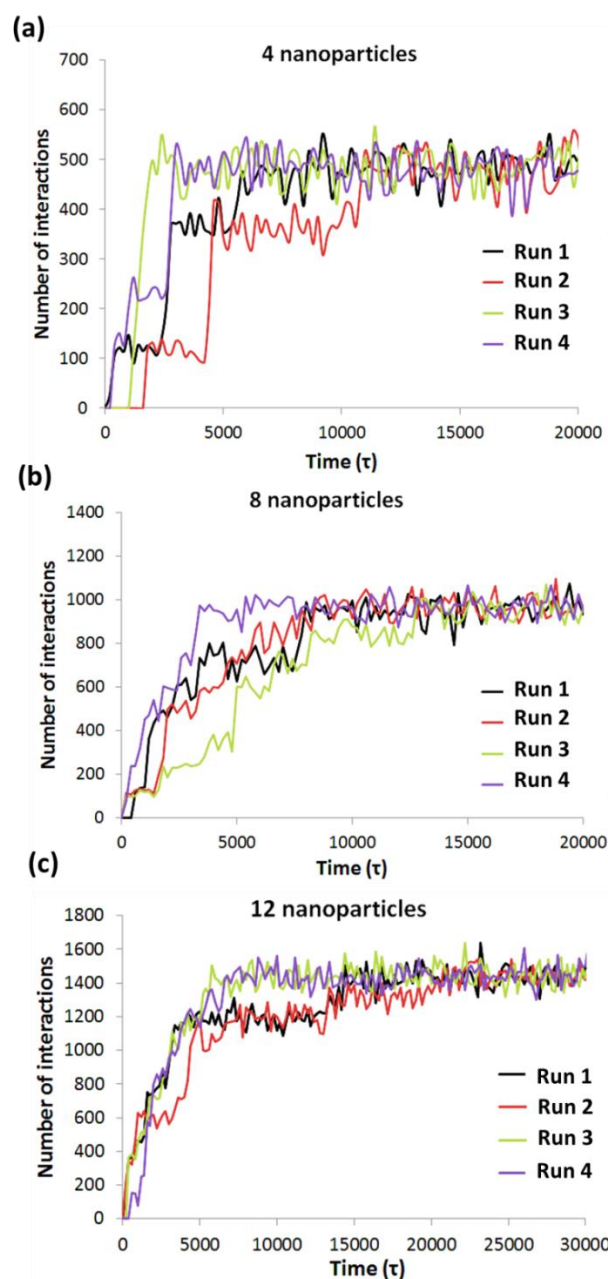 (a)
4 nanoparticles
700
600
500
400
300
200
100
0
Number of interactions
Run 1
Run 2
Run 3
Run 4
0 5000 10000 15000 20000
Time (τ)
(b)
8 nanoparticles
1400
1200
1000
800
600
400
200
0
Number of interactions
Run 1
Run 2
Run 3
Run 4
0 5000 10000 15000 20000
Time (τ)
(c)
12 nanoparticles
1800
1600
1400
1200
1000
800
600
400
200
0
Number of interactions
Run 1
Run 2
Run 3
Run 4
0 5000 10000 15000 20000 25000 30000
Time (τ)